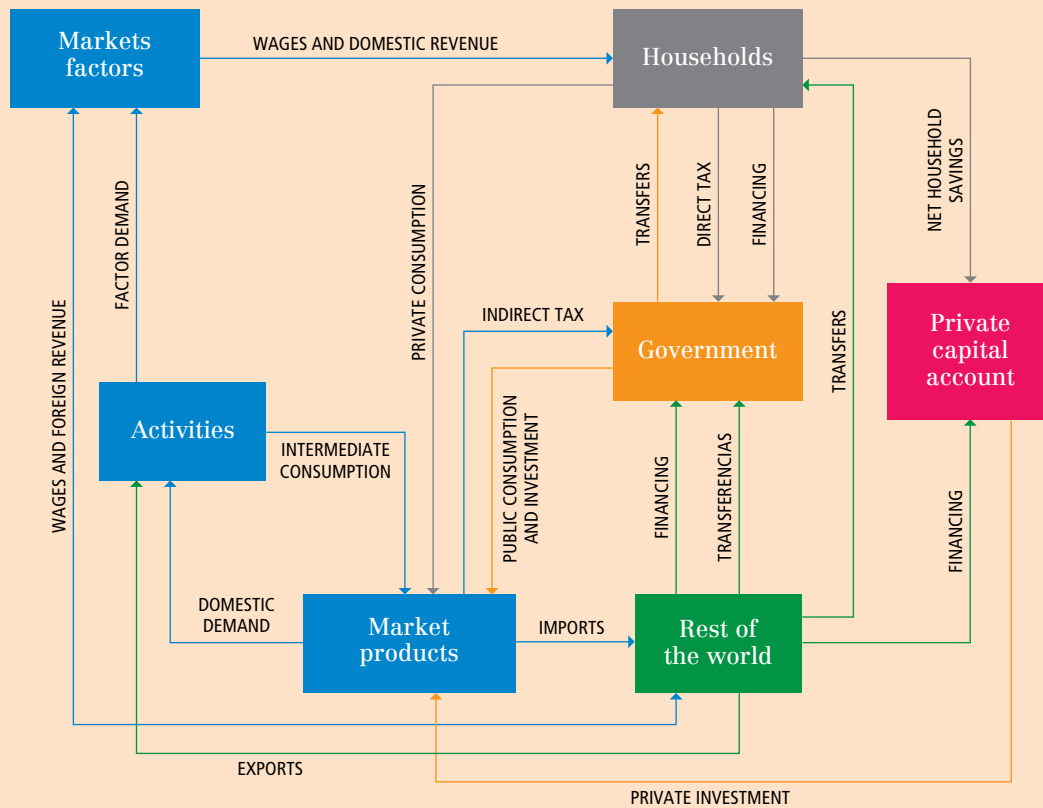 Markets
factors
WAGES AND DOMESTIC REVENUE
Households
NET HOUSEHOLD
SAVINGS
FACTOR DEMAND
PRIVATE CONSUMPTION
TRANSFERS
DIRECT TAX
FINANCING
WAGES AND FOREIGN REVENUE
INDIRECT TAX
Government
TRANSFERS
Private
capital
account
Activities
INTERMEDIATE
CONSUMPTION
PUBLIC CONSUMPTION
AND INVESTMENT
FINANCING
TRANSFERENCIAS
FINANCING
DOMESTIC
DEMAND
Market
products
IMPORTS
Rest of
the world
EXPORTS
PRIVATE INVESTMENT